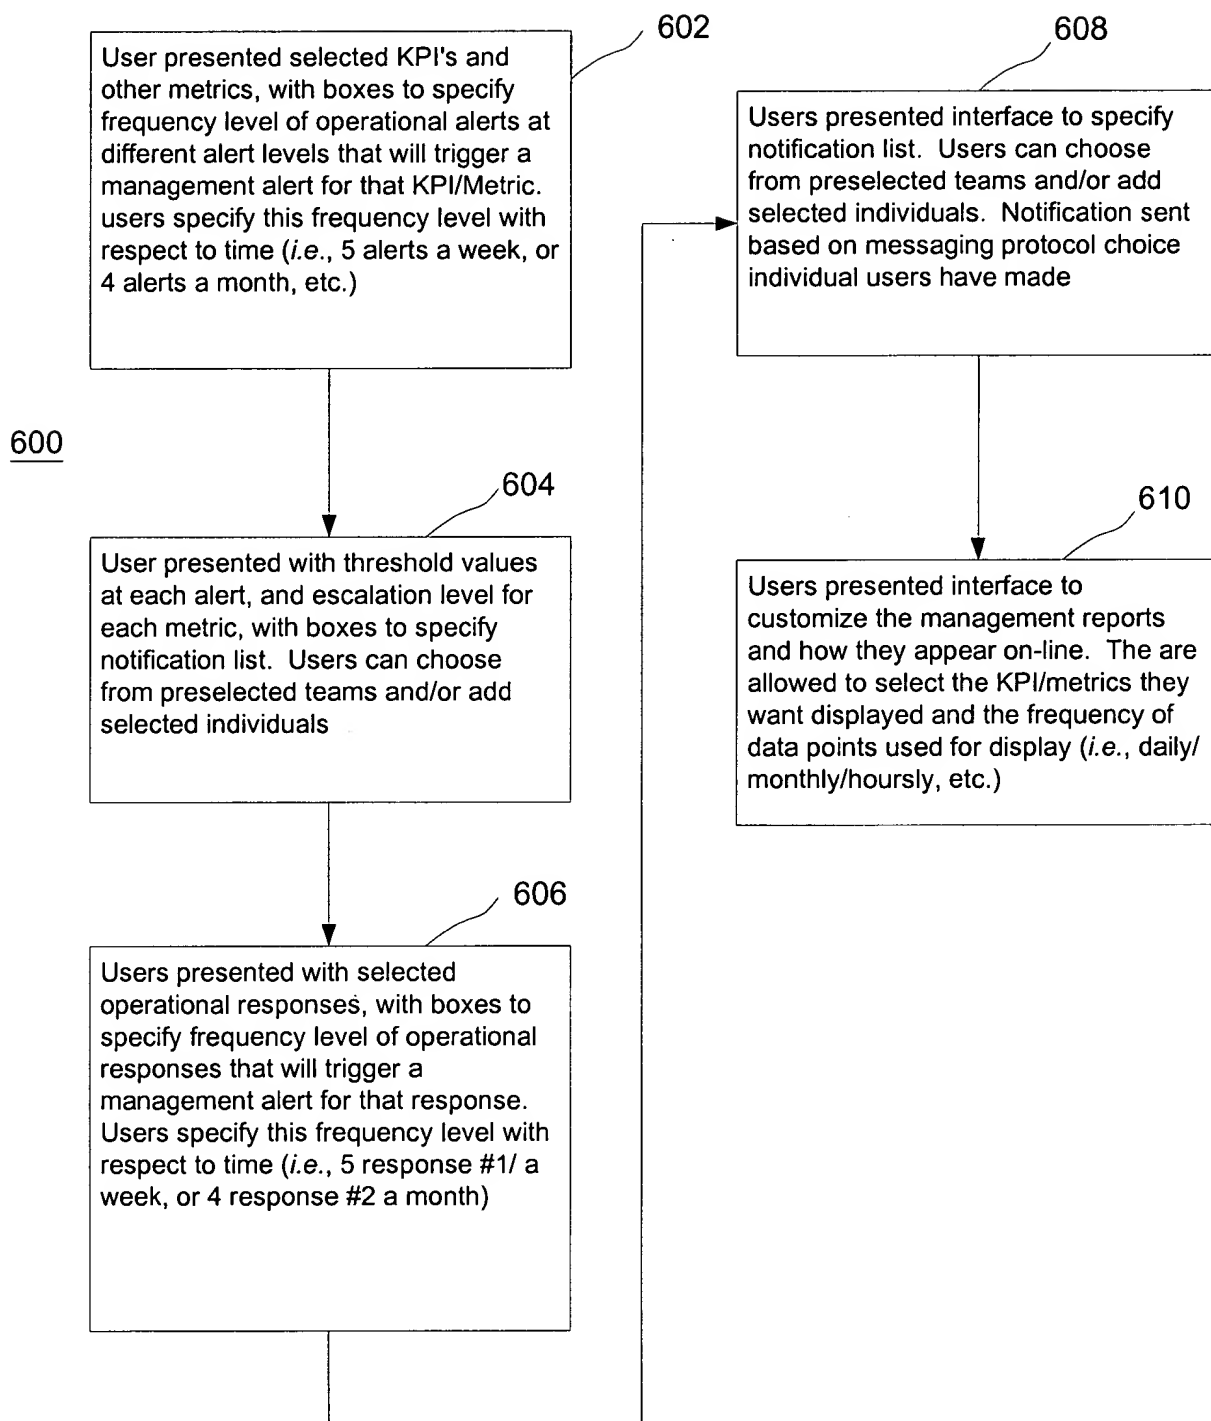 602
User presented selected KPI's and
other metrics, with boxes to specify
frequency level of operational alerts at
different alert levels that will trigger a
management alert for that KPI/Metric.
users specify this frequency level with
respect to time (i.e., 5 alerts a week, or
4 alerts a month, etc.)
600
604
User presented with threshold values
at each alert, and escalation level for
each metric, with boxes to specify
notification list. Users can choose
from preselected teams and/or add
selected individuals
606
Users presented with selected
operational responses, with boxes to
specify frequency level of operational
responses that will trigger a
management alert for that response.
Users specify this frequency level with
respect to time (i.e., 5 response #1/ a
week, or 4 response #2 a month)
608
Users presented interface to specify
notification list. Users can choose
from preselected teams and/or add
selected individuals. Notification sent
based on messaging protocol choice
individual users have made
610
Users presented interface to
customize the management reports
and how they appear on-line. The are
allowed to select the KPI/metrics they
want displayed and the frequency of
data points used for display (i.e., daily/
monthly/hoursly, etc.)